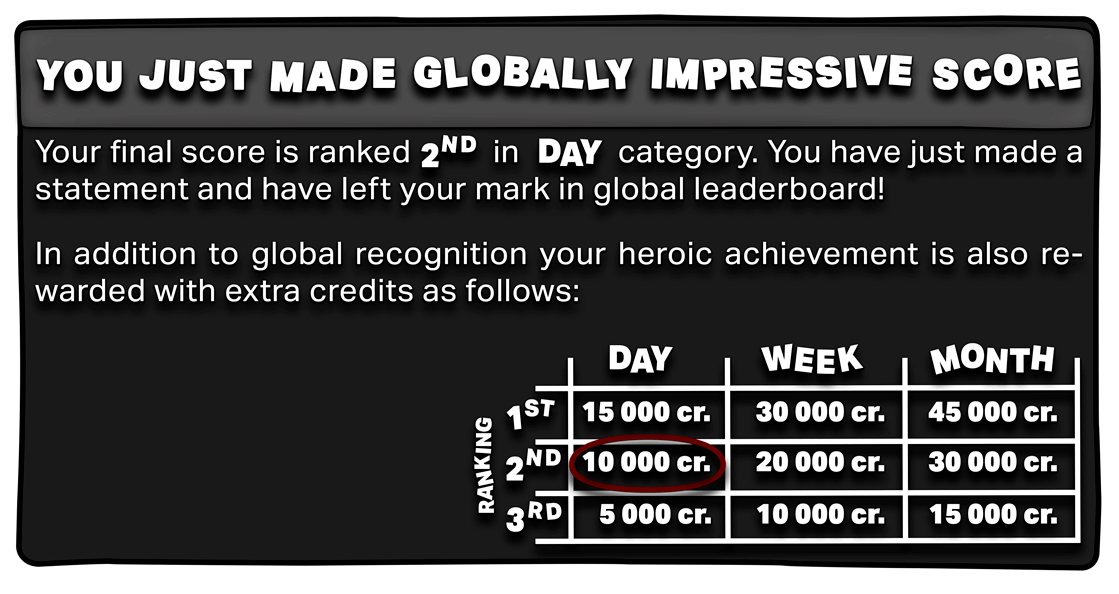 YOU JUST MADE GLOBALLY IMPRESSIVE SCORE
Your final score is ranked 2ND in DAY category. You have just made a
statement and have left your mark in global leaderboard!
In addition to global recognition your heroic achievement is also re-
warded with extra credits as follows:
DAY WEEK MONTH
RANKING
1ST 15 000 cr. 30 000 cr. 45 000 cr.
2ND 10 000 cr. 20 000 cr. 30 000 cr.
3RD 5 000 cr. 10 000 cr. 15 000 cr.